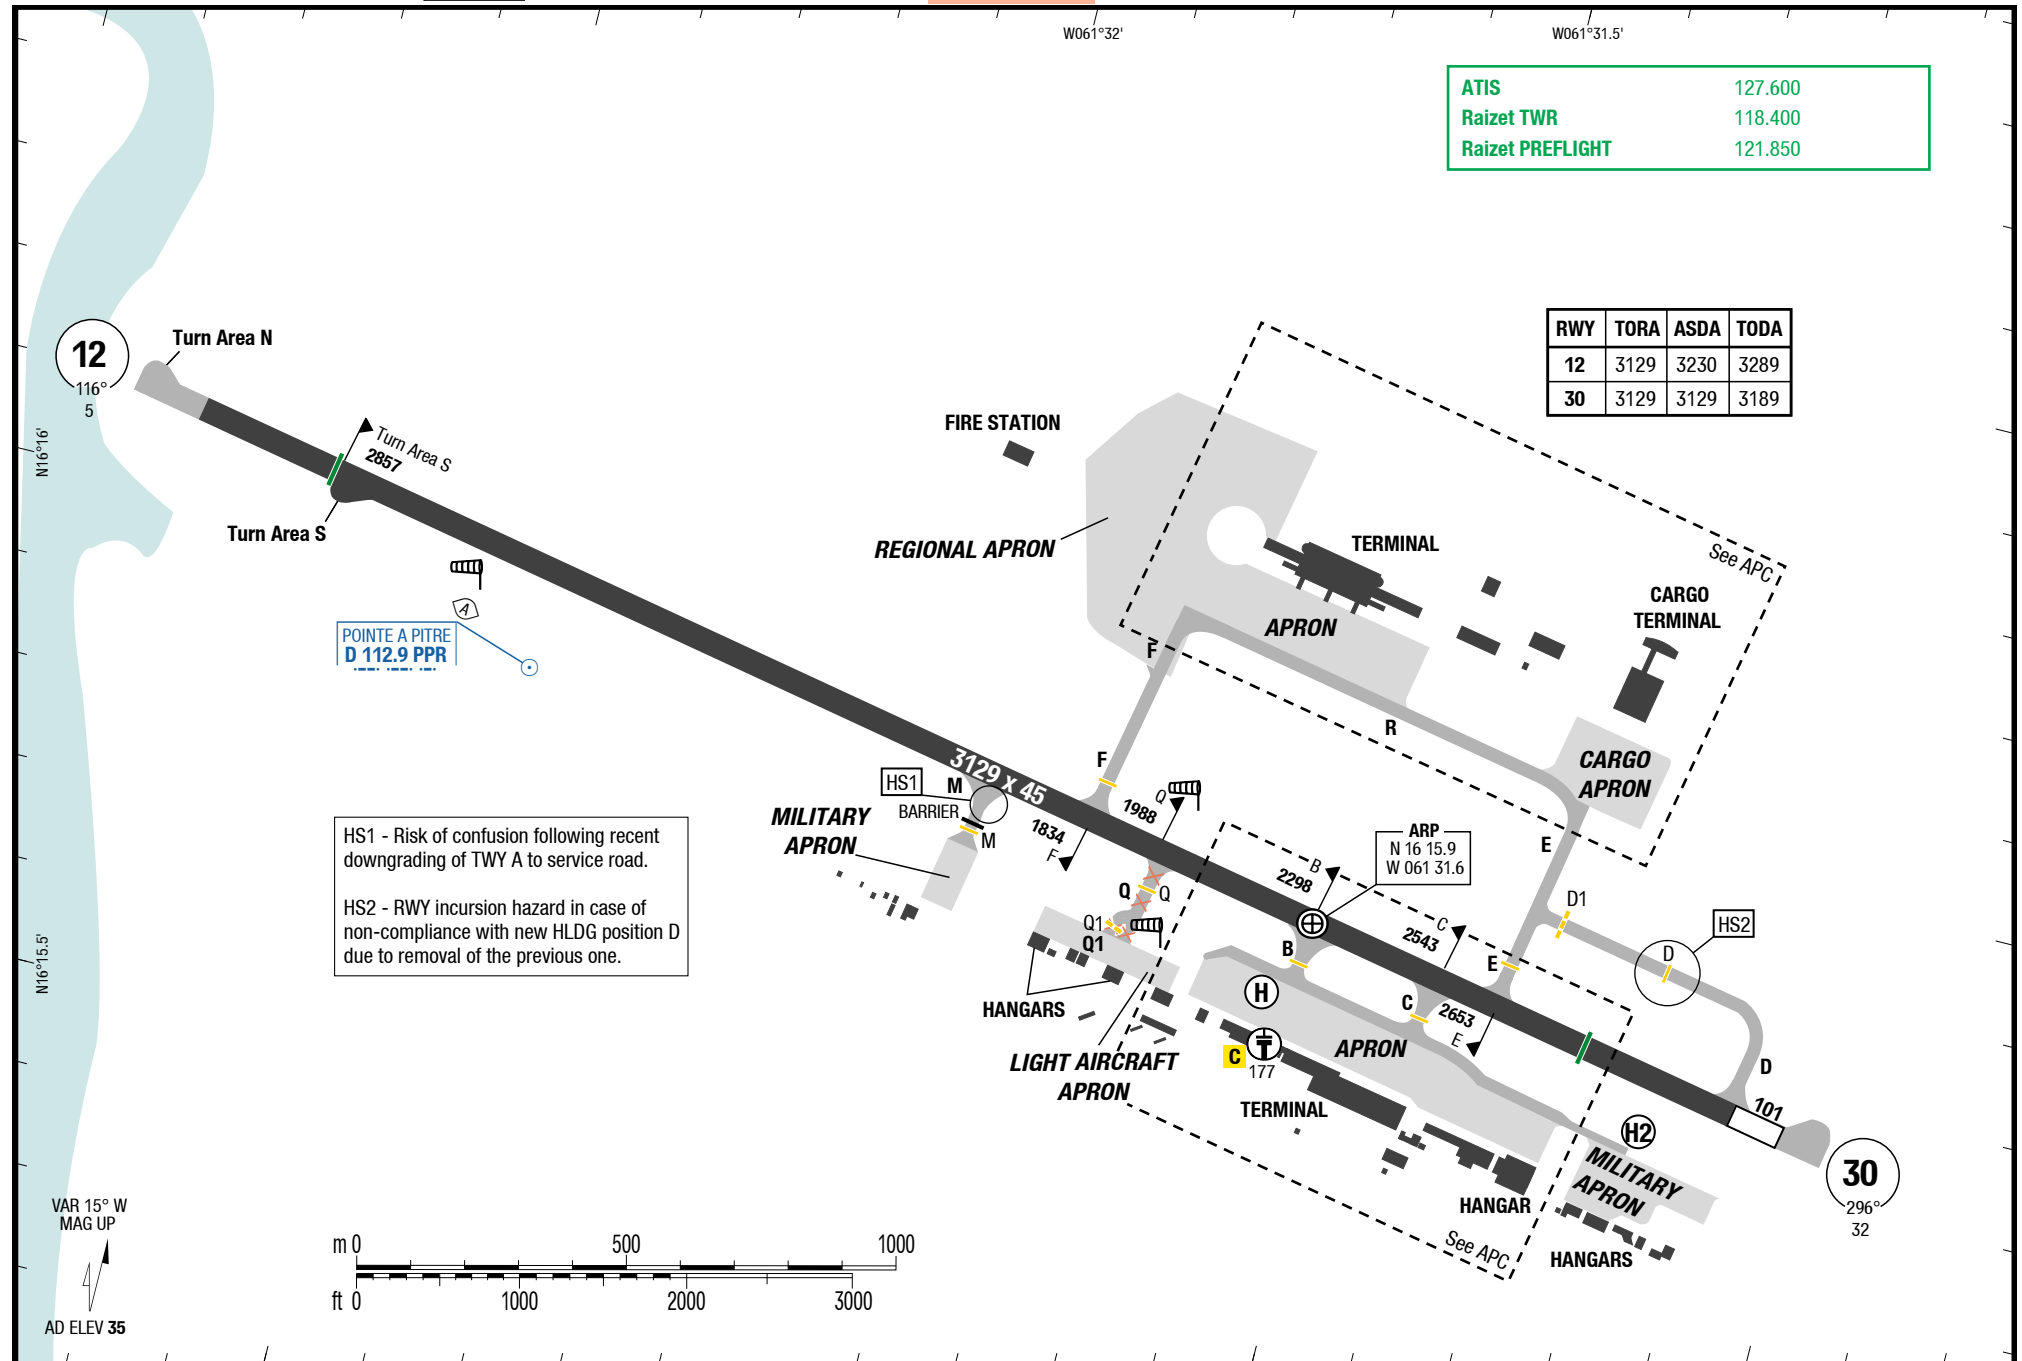 W061°32'
W061°31.5'
ATIS 127.600
Raizet TWR 118.400
Raizet PREFLIGHT 121.850
12
116°
5
Turn Area N
RWY TORA ASDA TODA
12 3129 3230 3289
30 3129 3129 3189
N16°16'
Turn Area S
2857
Turn Area S
FIRE STATION
REGIONAL APRON
TERMINAL
See APC
CARGO
TERMINAL
APRON
A
POINTE A PITRE
D 112.9 PPR
F
R
CARGO
APRON
F
3129 x 45
HS1
M
BARRIER
M
MILITARY
APRON
1834
F
1988
Q
ARP
N 16 15.9
W 061 31.6
B
2298
E
HS1 - Risk of confusion following recent
downgrading of TWY A to service road.
HS2 - RWY incursion hazard in case of
non-compliance with new HLDG position D
due to removal of the previous one.
Q
Q
Q1
Q1
D1
HS2
D
C
2543
B
E
N16°15.5'
H
HANGARS
C
2653
E
LIGHT AIRCRAFT
APRON
C
177
APRON
D
101
TERMINAL
H2
MILITARY
APRON
30
296°
32
HANGAR
See APC
HANGARS
VAR 15° W
MAG UP
AD ELEV 35
m 0 500 1000
ft 0 1000 2000 3000